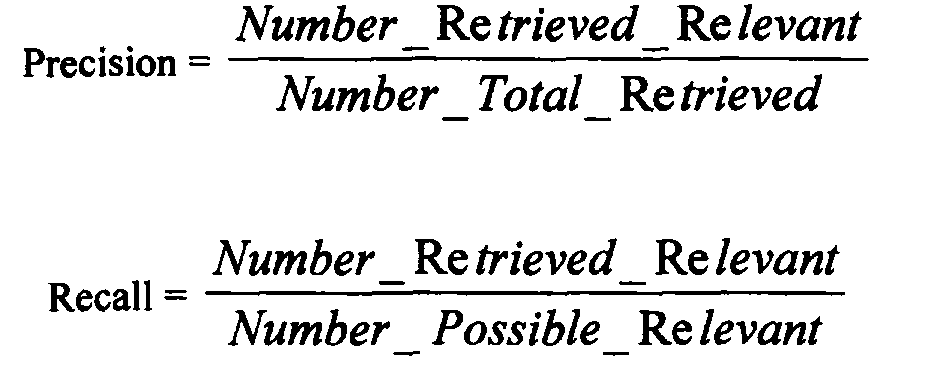 Number_Retrieved_Relevant
Precision =
Number_Total_Retrieved
Number_Retrieved_Relevant
Recall =
Number_Possible_Relevant